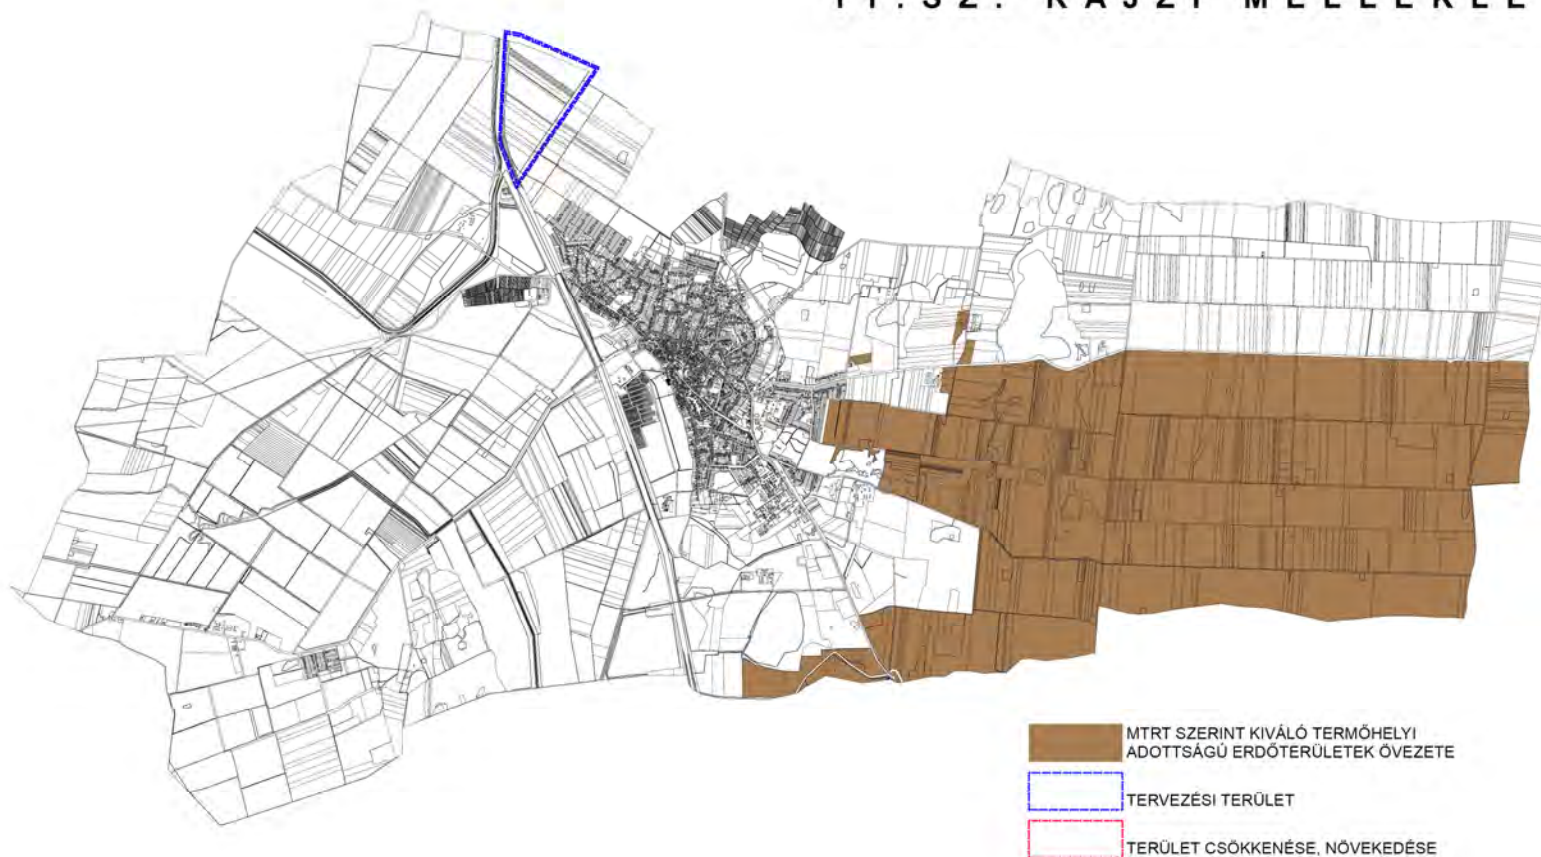 MTRT SZERINT KIVÁLÓ TERMŐHELYI
ADOTTSÁGÚ ERDŐTERÜLETEK ÖVEZETE
TERVEZÉSI TERÜLET
TERÜLET CSÖKKENÉSE, NÖVEKEDÉSE